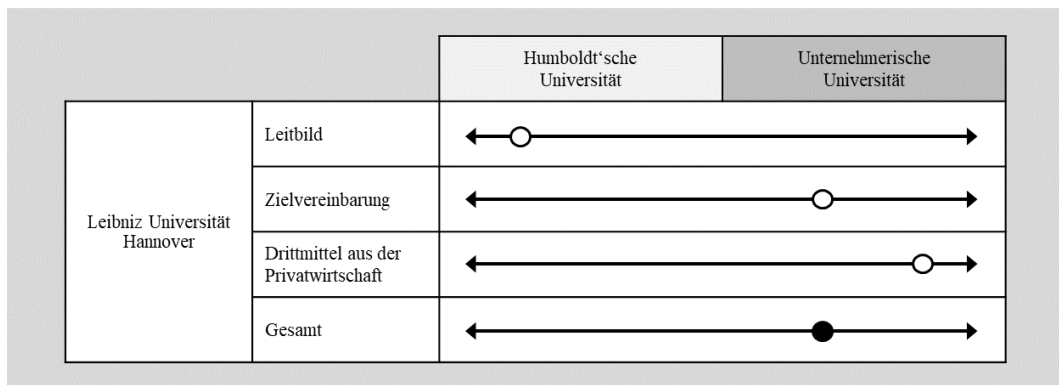 Humboldt‘sche
Universität
Unternehmerische
Universität
Leibniz Universität
Hannover
Leitbild
Zielvereinbarung
Drittmittel aus der
Privatwirtschaft
Gesamt